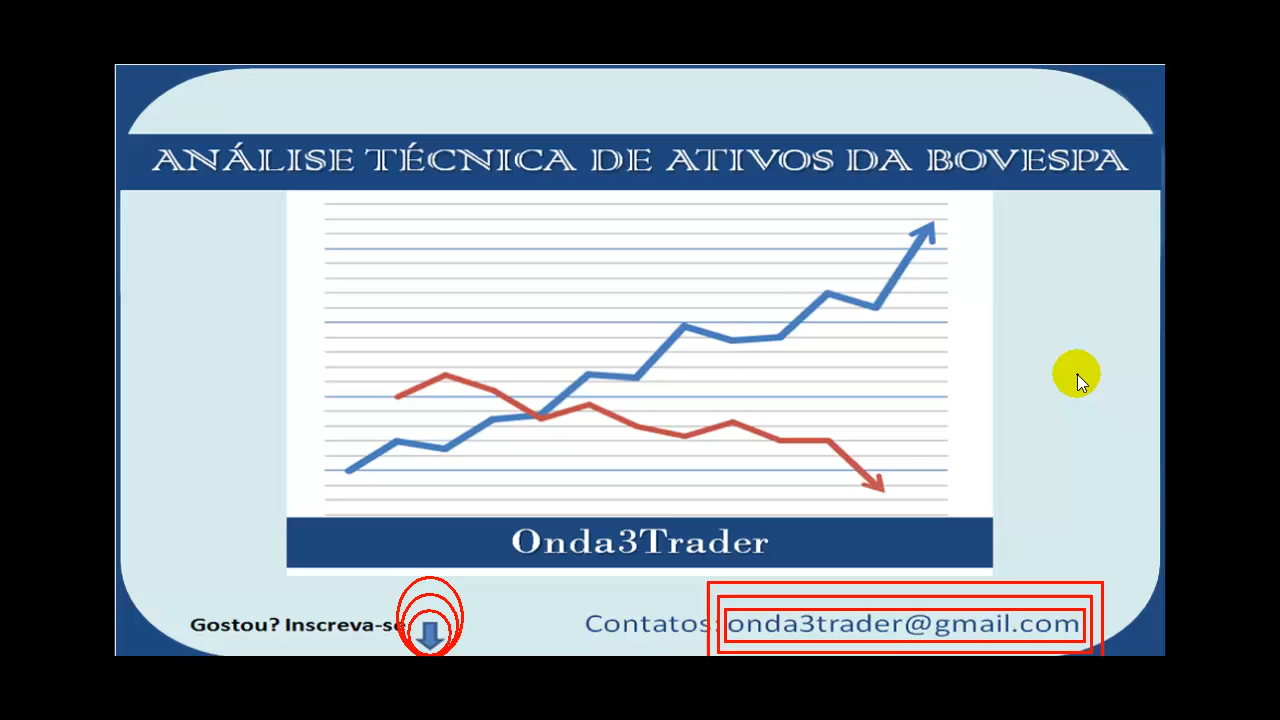 ANÁLISE TÉCNICA DE ATIVOS DA BOVESPA
Onda3Trader
Gostou? Inscreva-se
Contatos: onda3trader@gmail.com